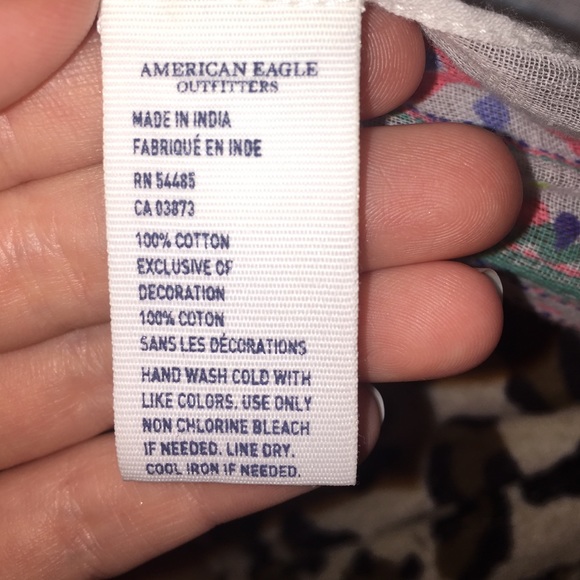 AMERICAN EAGLE
OUTFITTERS
MADE IN INDIA
FABRIQUÉ EN INDE
RN 54485
CA 03873
100% COTTON
EXCLUSIVE OF
DECORATION
100% COTON
SANS LES DÉCORATIONS
HAND WASH COLD WITH
LIKE COLORS. USE ONLY
NON CHLORINE BLEACH
IF NEEDED. LINE DRY.
COOL IRON IF NEEDED.